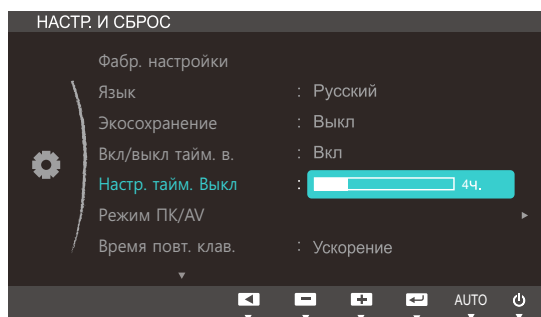 НАСТР. И СБРОС
Фабр. настройки
Язык : Русский
Экосохранение : Выкл
Вкл/выкл тайм. в. : Вкл
Настр. тайм. Выкл : 4ч.
Режим ПК/AV
Время повт. клав. : Ускорение
AUTO